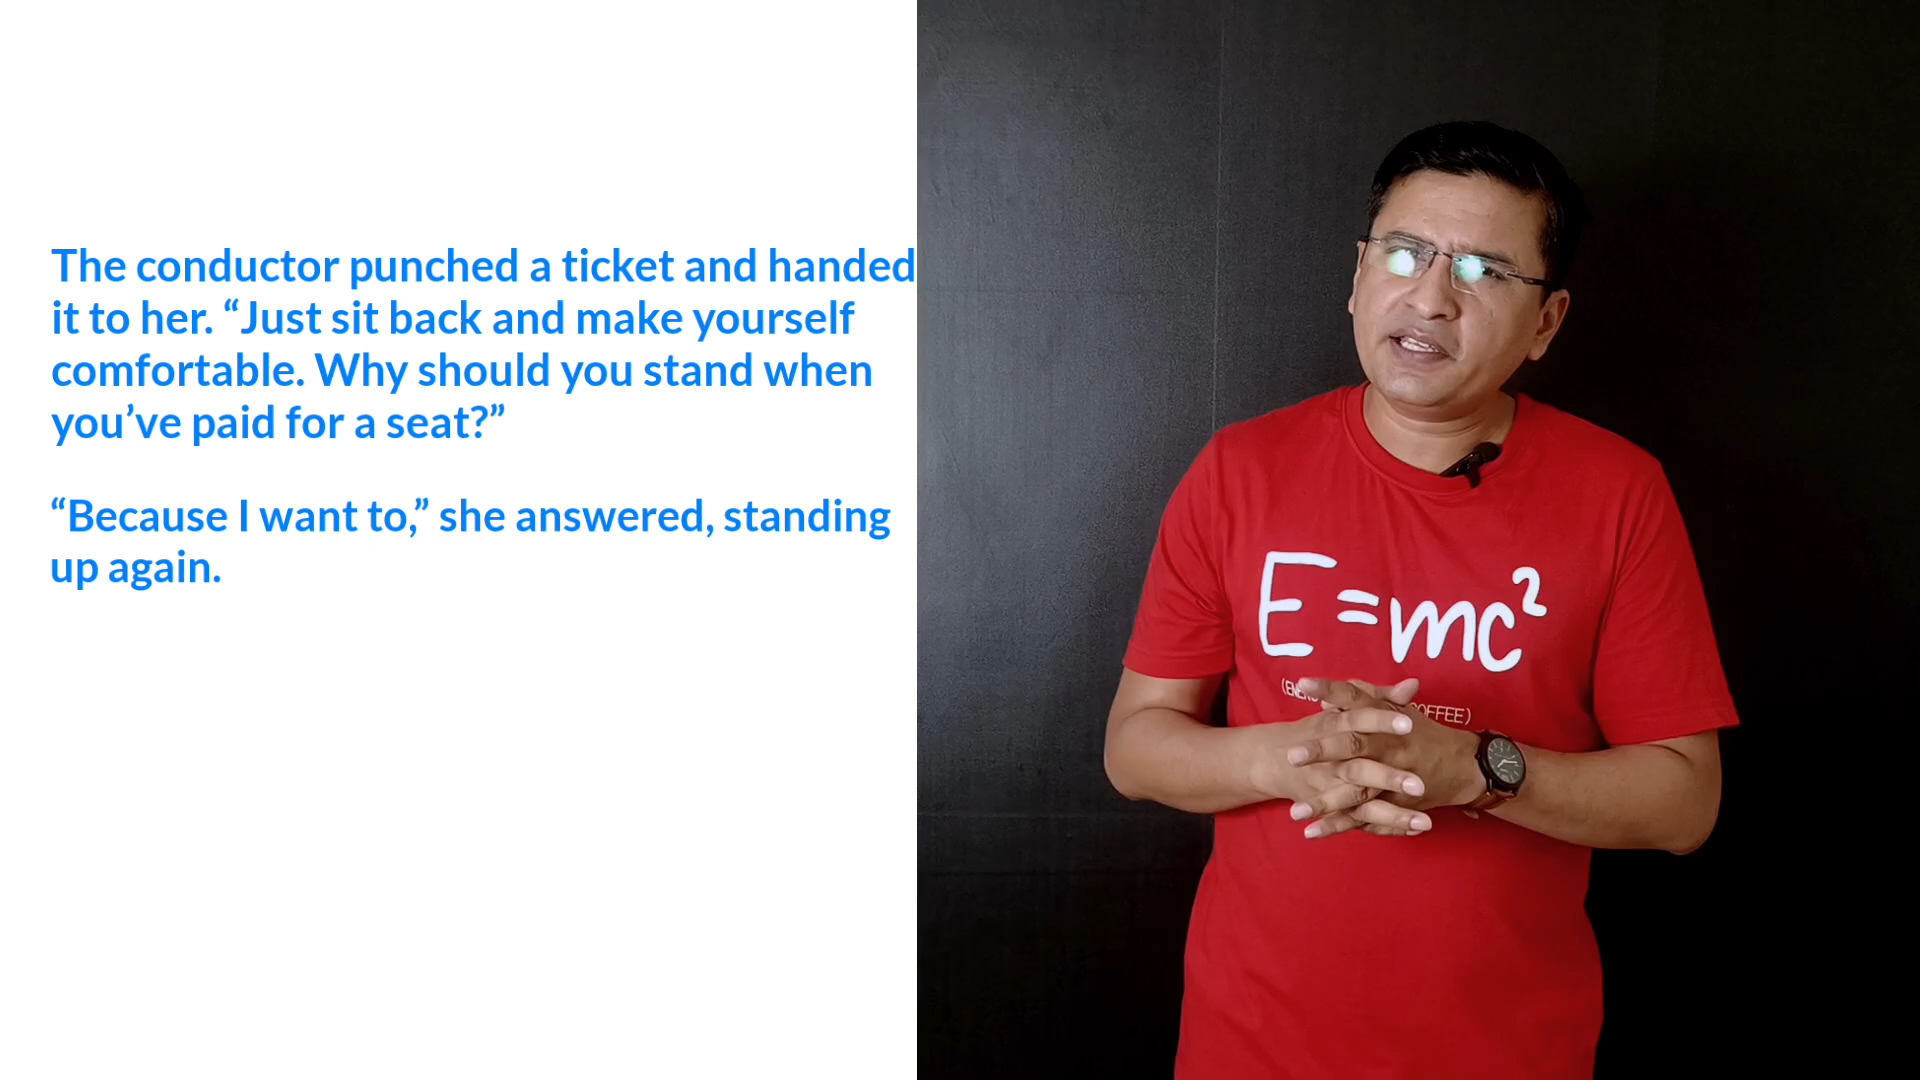 The conductor punched a ticket and handed
it to her. “Just sit back and make yourself
comfortable. Why should you stand when
you’ve paid for a seat?”
“Because I want to,” she answered, standing
up again.
E=mc²